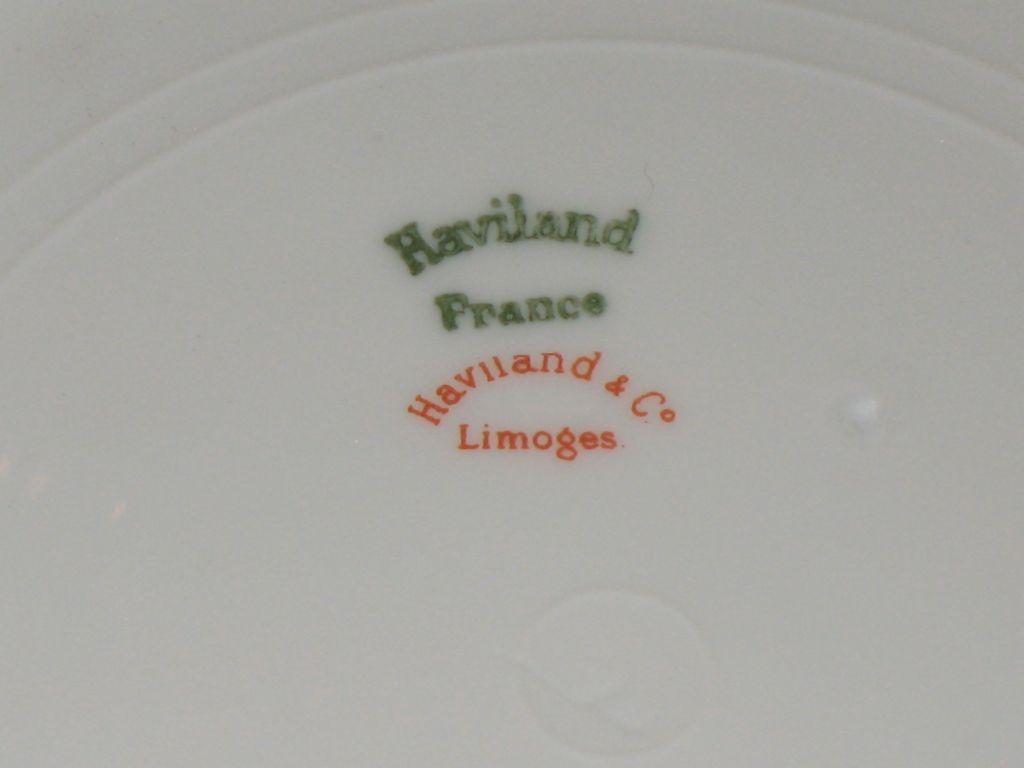 Haviland
France
Haviland & Co
Limoges.